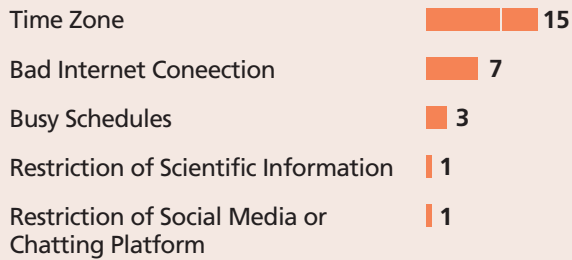 Time Zone 15
Bad Internet Coneection 7
Busy Schedules 3
Restriction of Scientific Information 1
Restriction of Social Media or 1
Chatting Platform